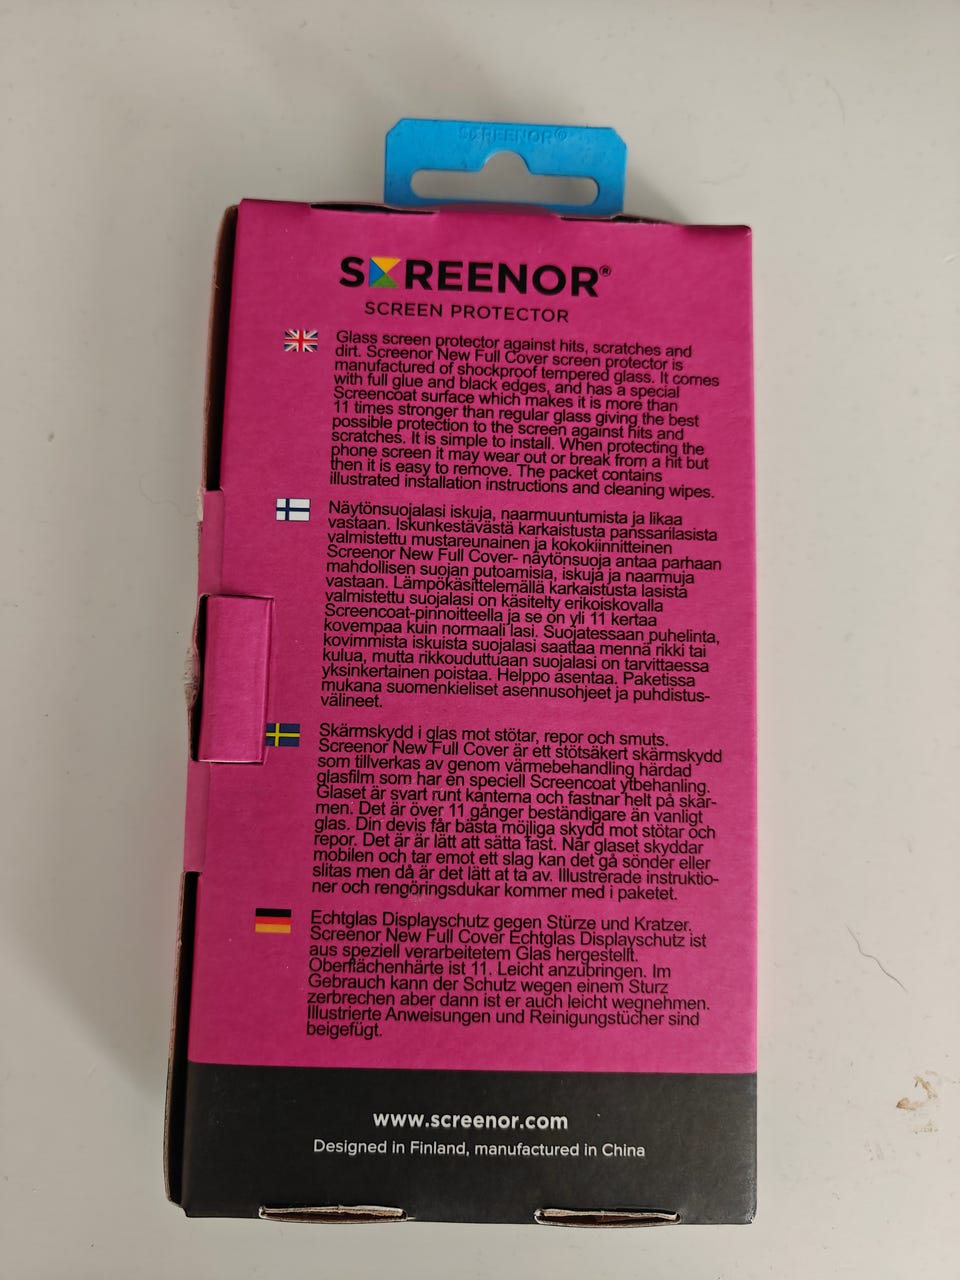 SCREENOR®
SCREENOR®
SCREEN PROTECTOR
Glass screen protector against hits, scratches and
dirt. Screenor New Full Cover screen protector is
manufactured of shockproof tempered glass. It comes
with full glue and black edges, and has a special
Screencoat surface which makes it is more than
11 times stronger than regular glass giving the best
possible protection to the screen against hits and
scratches. It is simple to install. When protecting the
phone screen it may wear out or break from a hit but
then it is easy to remove. The packet contains
illustrated installation instructions and cleaning wipes.
Näytönsuojalasi iskuja, naarmuuntumista ja likaa
vastaan. Iskunkestävästä karkaistusta panssarilasista
valmistettu mustareunainen ja kokokiinnitteinen
Screenor New Full Cover- näytönsuoja antaa parhaan
mahdollisen suojan putoamisia, iskuja ja naarmuja
vastaan. Lämpökäsittelemällä karkaistusta lasista
valmistettu suojalasi on käsitelty erikoiskovalla
Screencoat-pinnoitteella ja se on yli 11 kertaa
kovempaa kuin normaali lasi. Suojatessaan puhelinta,
kovimmista iskuista suojalasi saattaa mennä rikki tai
kulua, mutta rikkouduttuaan suojalasi on tarvittaessa
yksinkertainen poistaa. Helppo asentaa. Paketissa
mukana suomenkieliset asennusohjeet ja puhdistus-
välineet.
Skärmskydd i glas mot stötar, repor och smuts.
Screenor New Full Cover är ett stötsäkert skärmskydd
som tillverkas av genom värmebehandling härdad
glasfilm som har en speciell Screencoat ytbehanling.
Glaset är svart runt kanterna och fastnar helt på skär-
men. Det är över 11 gånger beständigare än vanligt
glas. Din devis får bästa möjliga skydd mot stötar och
repor. Det är är lätt att sätta fast. När glaset skyddar
mobilen och tar emot ett slag kan det gå sönder eller
slitas men då är det lätt at ta av. Illustrerade instruktio-
ner och rengöringsdukar kommer med i paketet.
Echtglas Displayschutz gegen Stürze und Kratzer.
Screenor New Full Cover Echtglas Displayschutz ist
aus speziell verarbeitetem Glas hergestellt.
Oberflächenhärte ist 11. Leicht anzubringen. Im
Gebrauch kann der Schutz wegen einem Sturz
zerbrechen aber dann ist er auch leicht wegnehmen.
Illustrierte Anweisungen und Reinigungstücher sind
beigefügt.
www.screenor.com
Designed in Finland, manufactured in China